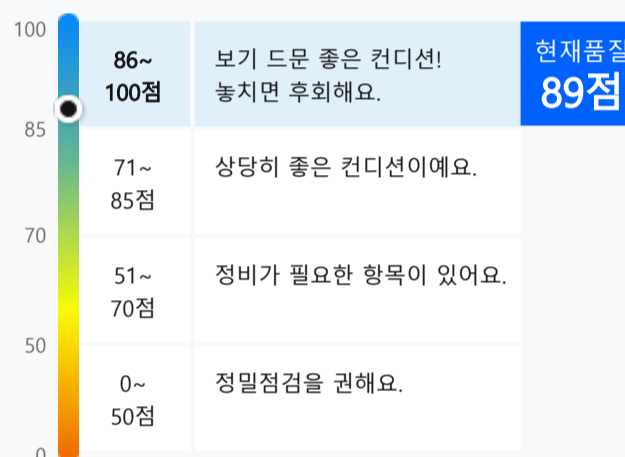 100
86~
100점
보기 드문 좋은 컨디션!
놓치면 후회해요.
현재품질
89점
85
71~
85점
상당히 좋은 컨디션이예요.
70
51~
70점
정비가 필요한 항목이 있어요.
50
0~
50점
정밀점검을 권해요.
0